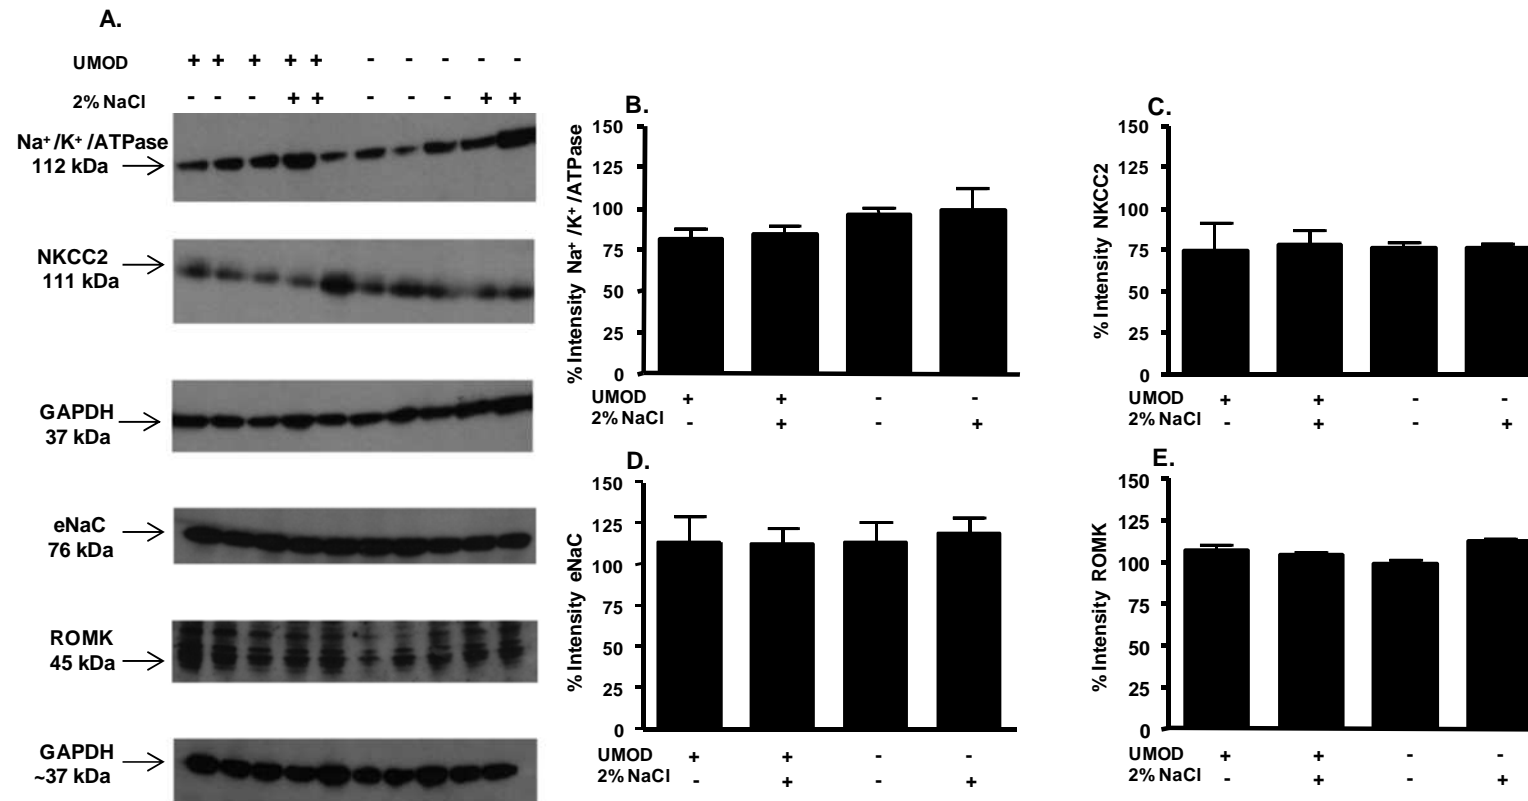 A.
UMOD + + + + + - - - - -
2% NaCl - - - + + - - - + +
Na⁺ /K⁺ /ATPase
112 kDa
NKCC2
111 kDa
GAPDH
37 kDa
eNaC
76 kDa
ROMK
45 kDa
GAPDH
~37 kDa
B.
% Intensity Na⁺ /K⁺ /ATPase
150
125
100
75
50
25
0
UMOD + + - -
2% NaCl - + - +
C.
% Intensity NKCC2
150
125
100
75
50
25
0
UMOD + + - -
2% NaCl - + - +
D.
% Intensity eNaC
150
125
100
75
50
25
0
UMOD + + - -
2% NaCl - + - +
E.
% Intensity ROMK
150
125
100
75
50
25
0
UMOD + + - -
2% NaCl - + - +